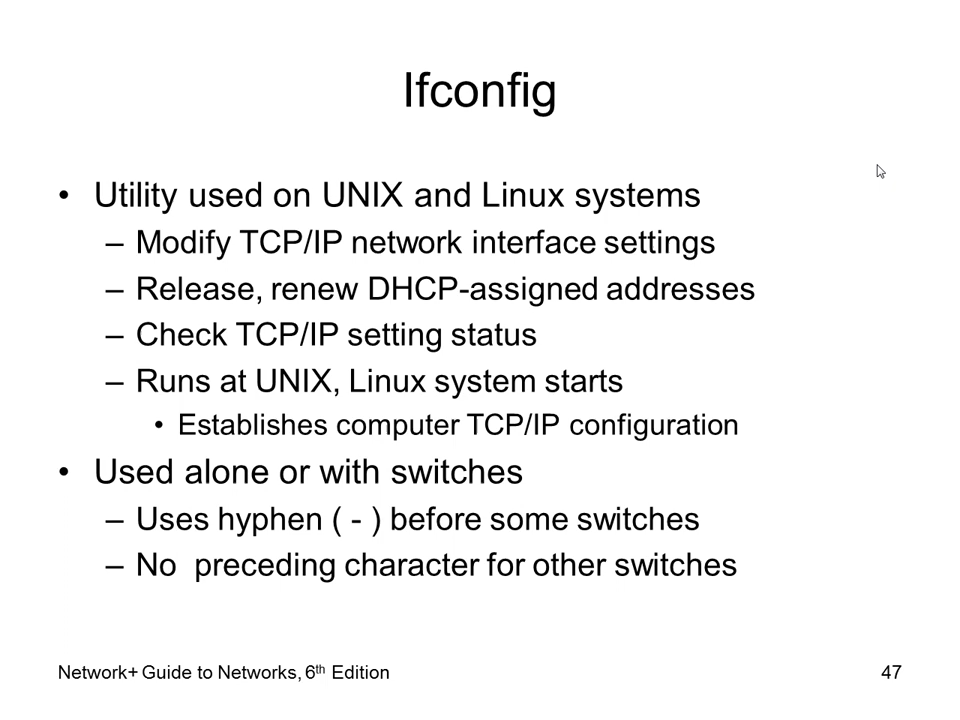 Ifconfig
• Utility used on UNIX and Linux systems
– Modify TCP/IP network interface settings
– Release, renew DHCP-assigned addresses
– Check TCP/IP setting status
– Runs at UNIX, Linux system starts
• Establishes computer TCP/IP configuration
• Used alone or with switches
– Uses hyphen ( - ) before some switches
– No  preceding character for other switches
Network+ Guide to Networks, 6th Edition
47